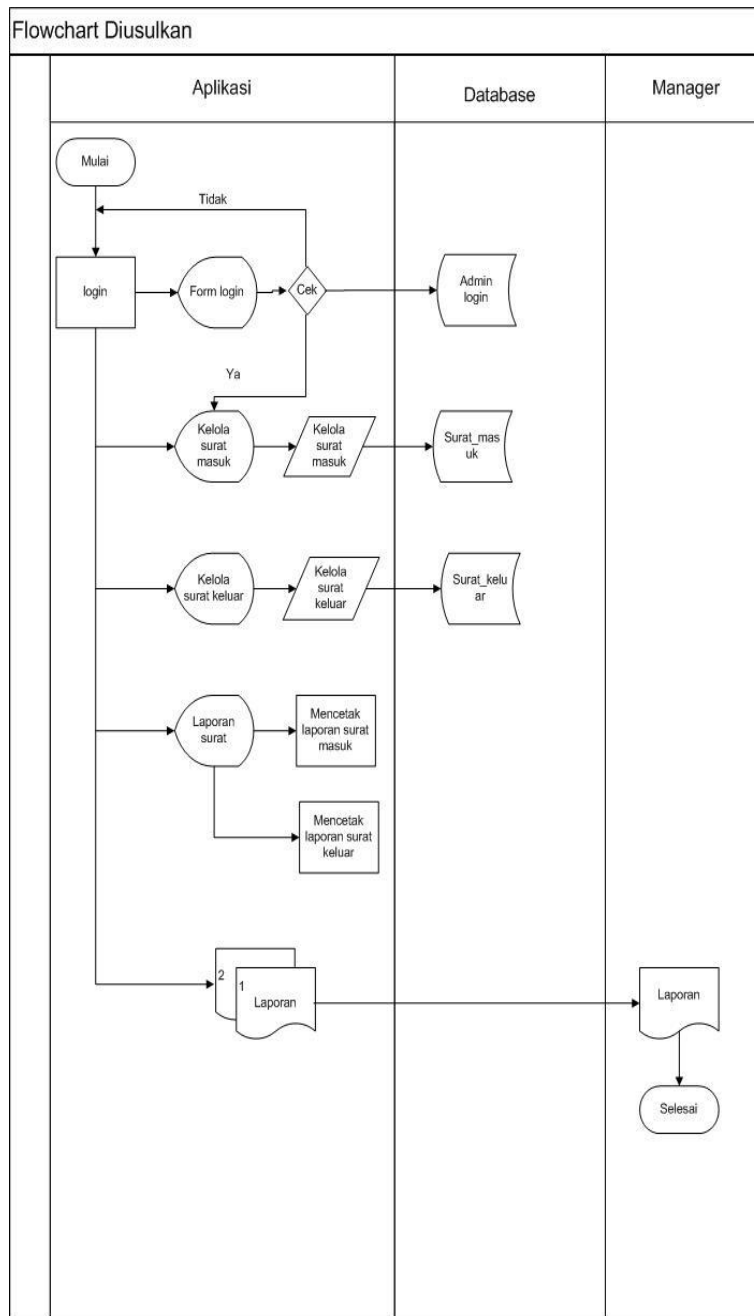 Flowchart Diusulkan
Aplikasi
Database
Manager
Mulai
Tidak
login
Form login
Cek
Admin
login
Ya
Kelola
surat
masuk
Kelola
surat
masuk
Surat_mas
uk
Kelola
surat keluar
Kelola
surat
keluar
Surat_kelu
ar
Laporan
surat
Mencetak
laporan surat
masuk
Mencetak
laporan surat
keluar
2
1
Laporan
Laporan
Selesai